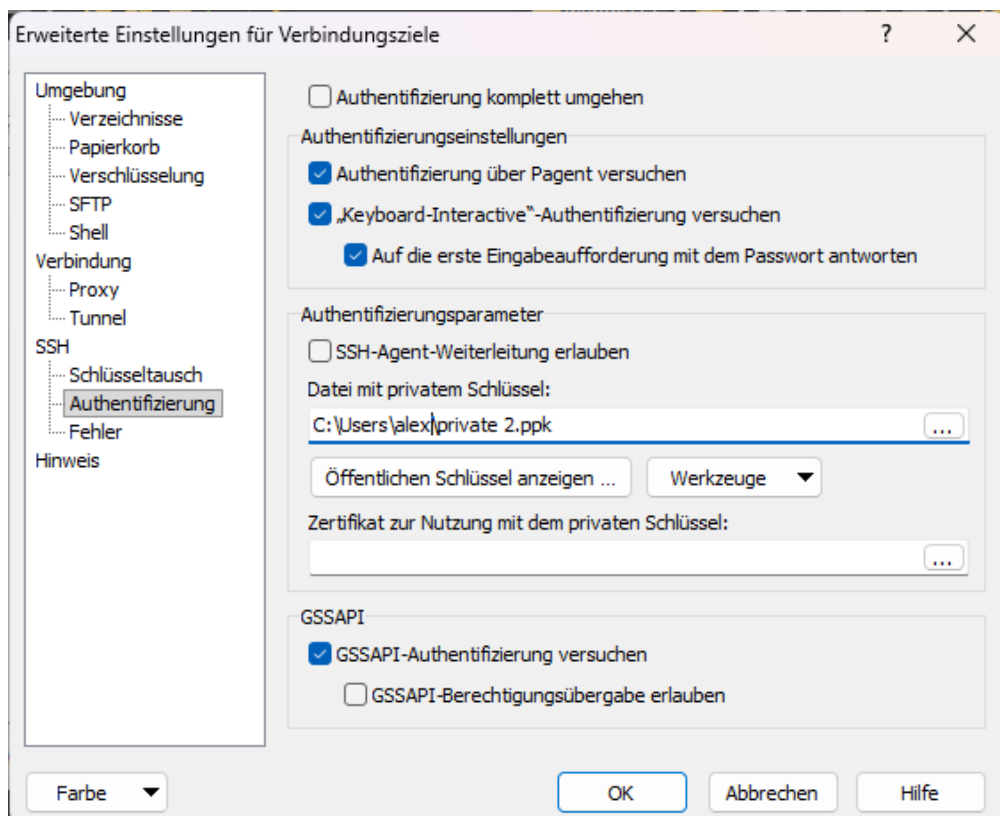 Erweiterte Einstellungen für Verbindungsziele
?
Umgebung
Verzeichnisse
Papierkorb
Verschlüsselung
SFTP
Shell
Verbindung
Proxy
Tunnel
SSH
Schlüsseltausch
Authentifizierung
Fehler
Hinweis
Authentifizierung komplett umgehen
Authentifizierungseinstellungen
Authentifizierung über Pagent versuchen
„Keyboard-Interactive“-Authentifizierung versuchen
Auf die erste Eingabeaufforderung mit dem Passwort antworten
Authentifizierungsparameter
SSH-Agent-Weiterleitung erlauben
Datei mit privatem Schlüssel:
C:\Users\alex\private 2.ppk
...
Öffentlichen Schlüssel anzeigen ...
Werkzeuge
Zertifikat zur Nutzung mit dem privaten Schlüssel:
...
GSSAPI
GSSAPI-Authentifizierung versuchen
GSSAPI-Berechtigungsübergabe erlauben
Farbe
OK
Abbrechen
Hilfe